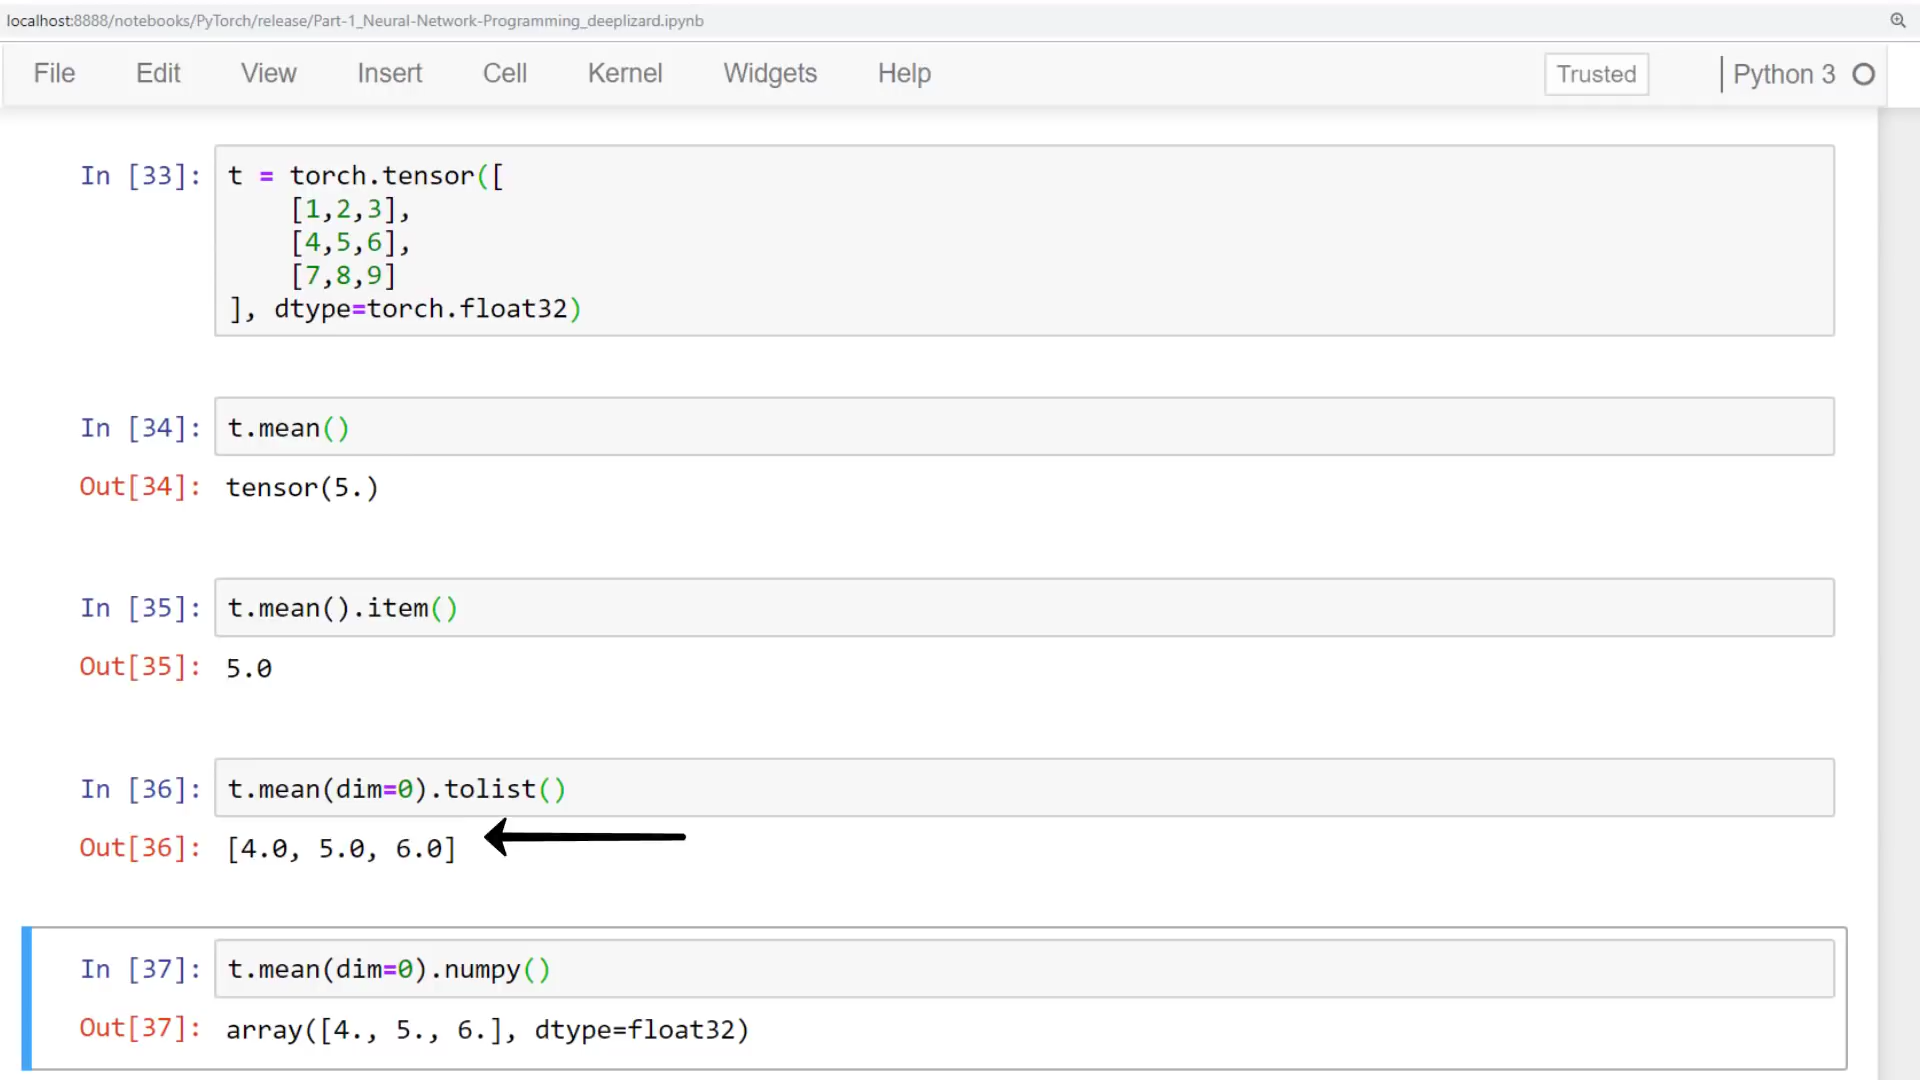 localhost:8888/notebooks/PyTorch/release/Part-1_Neural-Network-Programming_deeplizard.ipynb
File Edit View Insert Cell Kernel Widgets Help Trusted Python 3
In [33]: t = torch.tensor([
    [1,2,3],
    [4,5,6],
    [7,8,9]
], dtype=torch.float32)
In [34]: t.mean()
Out[34]: tensor(5.)
In [35]: t.mean().item()
Out[35]: 5.0
In [36]: t.mean(dim=0).tolist()
Out[36]: [4.0, 5.0, 6.0]
In [37]: t.mean(dim=0).numpy()
Out[37]: array([4., 5., 6.], dtype=float32)